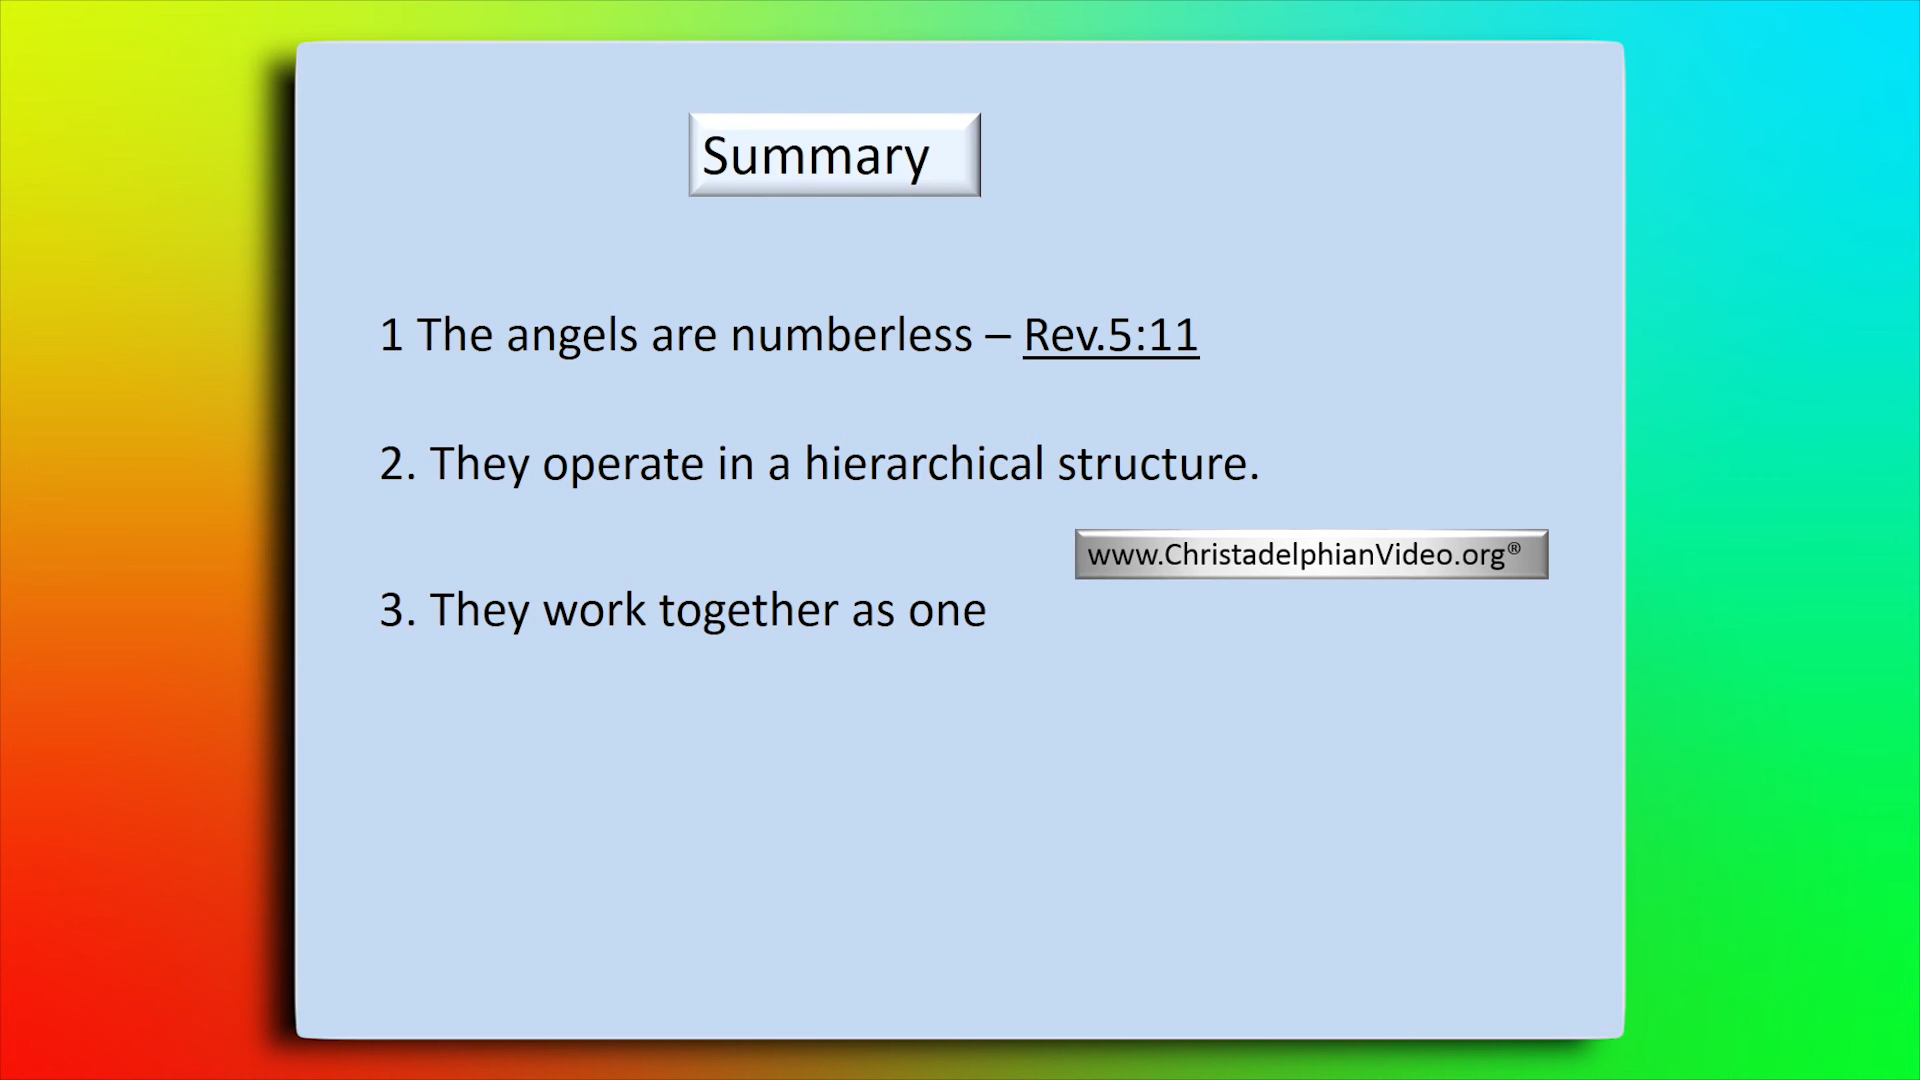 Summary
1 The angels are numberless – Rev.5:11
2. They operate in a hierarchical structure.
www.ChristadelphianVideo.org®
3. They work together as one